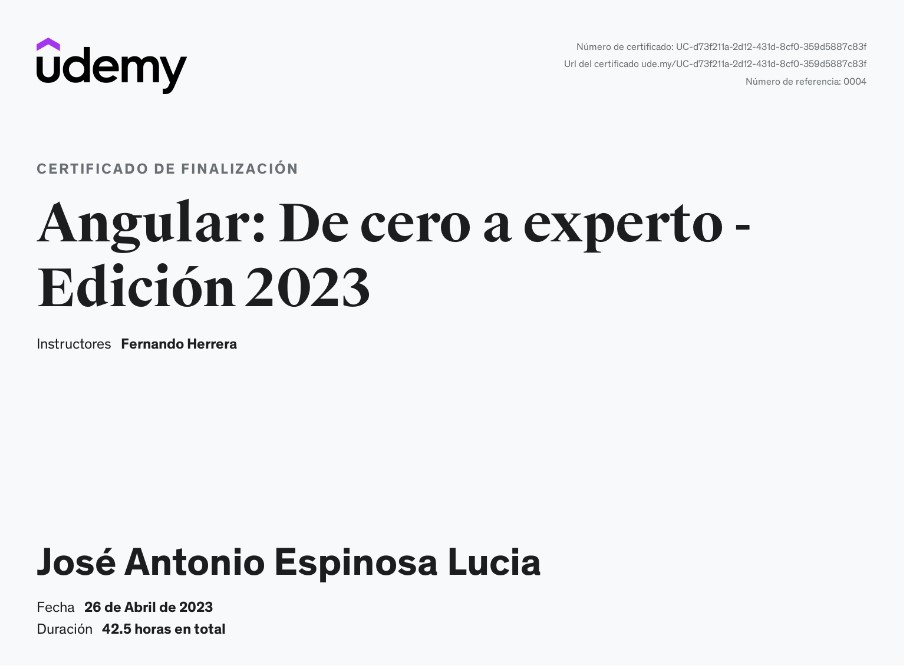 udemy
Número de certificado: UC-d73f211a-2d12-431d-8cf0-359d5887c83f
Url del certificado ude.my/UC-d73f211a-2d12-431d-8cf0-359d5887c83f
Número de referencia: 0004
CERTIFICADO DE FINALIZACIÓN
Angular: De cero a experto -
Edición 2023
Instructores Fernando Herrera
José Antonio Espinosa Lucia
Fecha 26 de Abril de 2023
Duración 42.5 horas en total